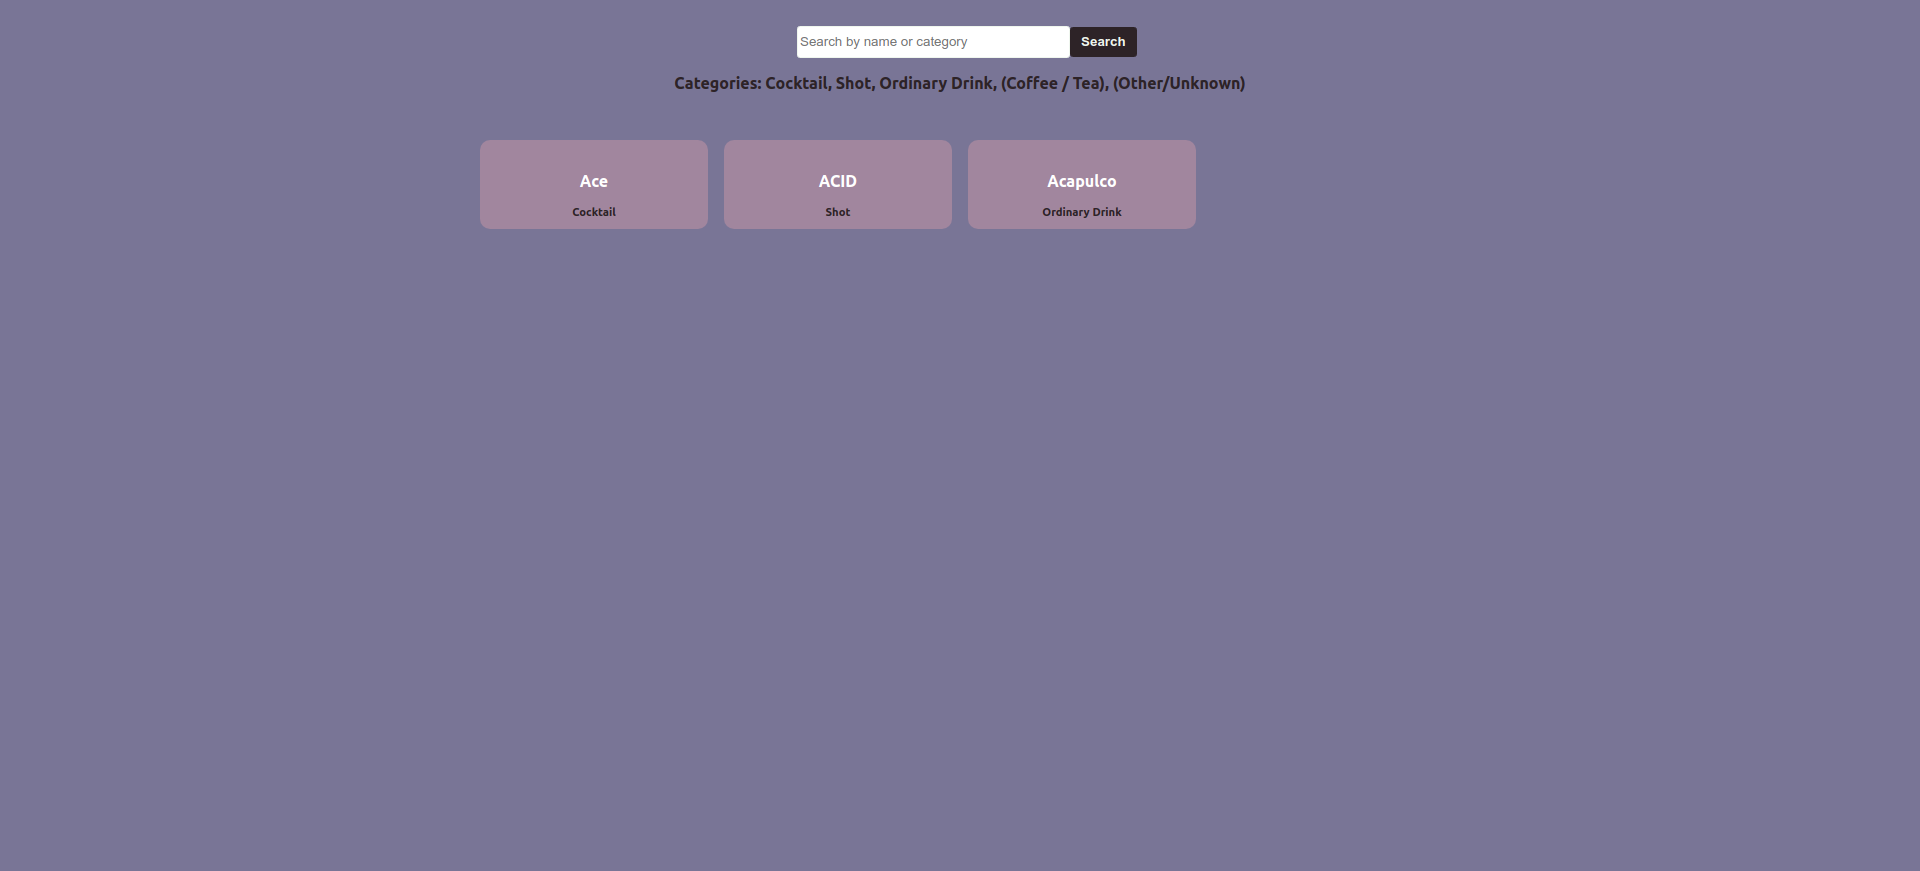 Search by name or category Search
Categories: Cocktail, Shot, Ordinary Drink, (Coffee / Tea), (Other/Unknown)
Ace
Cocktail
ACID
Shot
Acapulco
Ordinary Drink